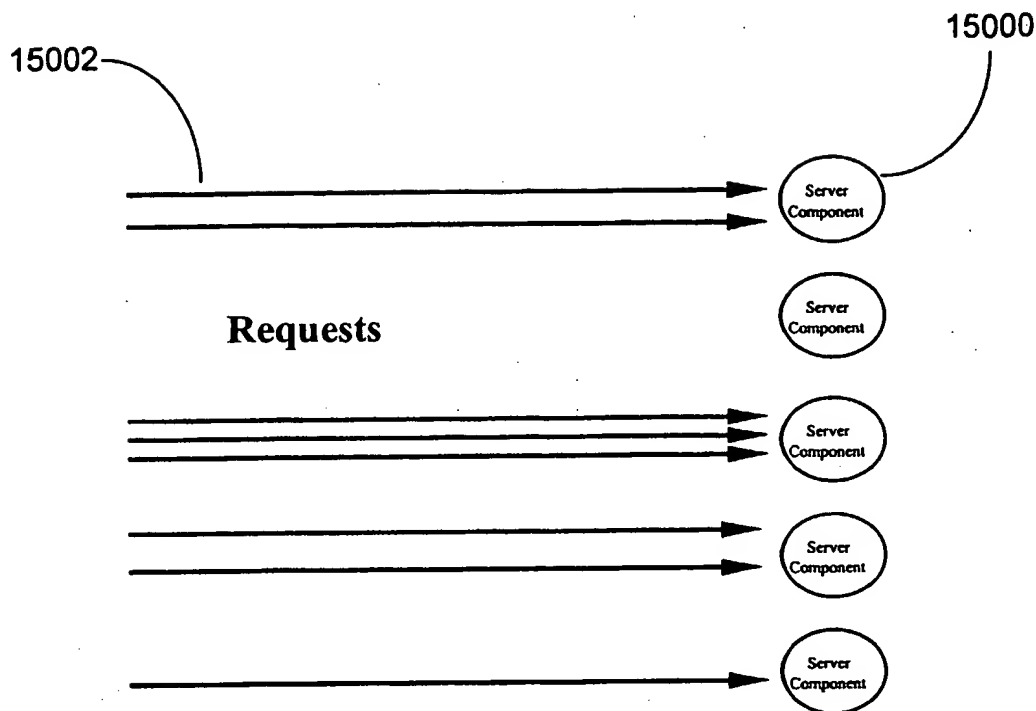 15000
15002
Server
Component
Server
Component
Requests
Server
Component
Server
Component
Server
Component